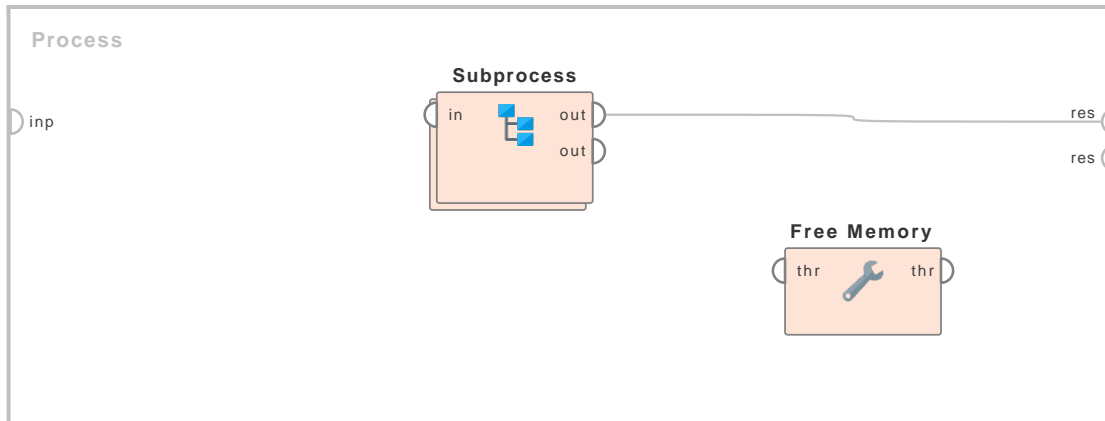 Process
Subprocess
inp
in out
out
res
res
Free Memory
thr thr